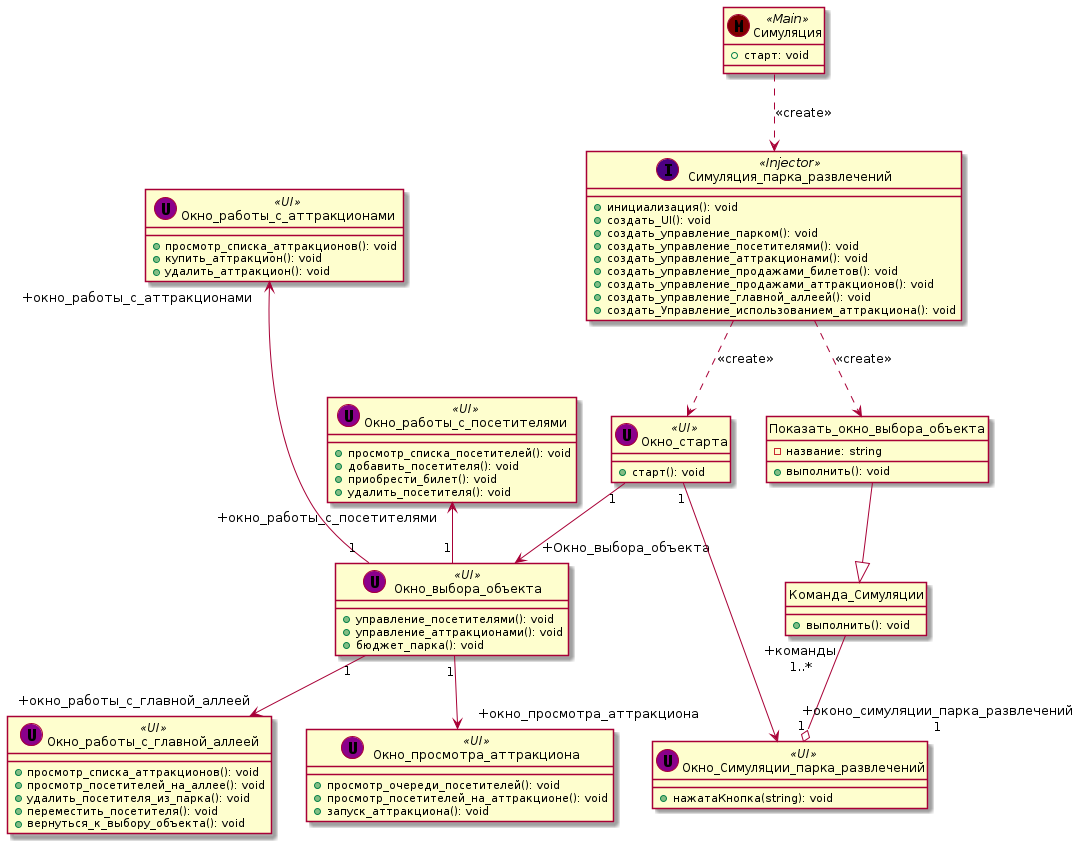 M
«Main»
Симуляция
старт: void
«create»
I
«Injector»
Симуляция_парка_развлечений
инициализация(): void
создать_UI(): void
создать_управление_парком(): void
создать_управление_посетителями(): void
создать_управление_аттракционами(): void
создать_управление_продажами_билетов(): void
создать_управление_продажами_аттракционов(): void
создать_управление_главной_аллеей(): void
создать_Управление_использованием_аттракциона(): void
U
«UI»
Окно_работы_с_аттракционами
просмотр_списка_аттракционов(): void
купить_аттракцион(): void
удалить_аттракцион(): void
+окно_работы_с_аттракционами
«create»
«create»
U
«UI»
Окно_работы_с_посетителями
просмотр_списка_посетителей(): void
добавить_посетителя(): void
приобрести_билет(): void
удалить_посетителя(): void
U
«UI»
Окно_старта
старт(): void
Показать_окно_выбора_объекта
название: string
выполнить(): void
1
1
+окно_работы_с_посетителями
1
1
+Окно_выбора_объекта
U
«UI»
Окно_выбора_объекта
управление_посетителями(): void
управление_аттракционами(): void
бюджет_парка(): void
Команда_Симуляции
выполнить(): void
+команды
1..*
1
1
+окно_работы_с_главной_аллеей
+окно_просмотра_аттракциона
+оконо_симуляции_парка_развлечений
1
1
U
«UI»
Окно_работы_с_главной_аллеей
просмотр_списка_аттракционов(): void
просмотр_посетителей_на_аллее(): void
удалить_посетителя_из_парка(): void
переместить_посетителя(): void
вернуться_к_выбору_объекта(): void
U
«UI»
Окно_просмотра_аттракциона
просмотр_очереди_посетителей(): void
просмотр_посетителей_на_аттракционе(): void
запуск_аттракциона(): void
U
«UI»
Окно_Симуляции_парка_развлечений
нажатаКнопка(string): void